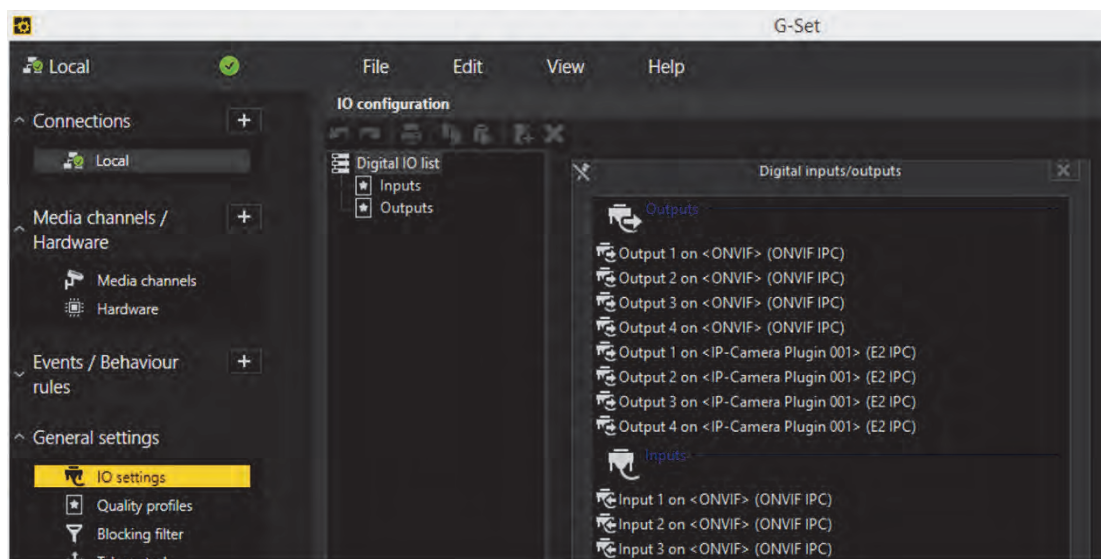 G-Set
Local
File Edit View Help
Connections
Local
Media channels /
Hardware
Media channels
Hardware
Events / Behaviour
rules
General settings
IO settings
Quality profiles
Blocking filter
IO configuration
Digital IO list
Inputs
Outputs
Digital inputs/outputs
Outputs
Output 1 on <ONVIF> (ONVIF IPC)
Output 2 on <ONVIF> (ONVIF IPC)
Output 3 on <ONVIF> (ONVIF IPC)
Output 4 on <ONVIF> (ONVIF IPC)
Output 1 on <IP-Camera Plugin 001> (E2 IPC)
Output 2 on <IP-Camera Plugin 001> (E2 IPC)
Output 3 on <IP-Camera Plugin 001> (E2 IPC)
Output 4 on <IP-Camera Plugin 001> (E2 IPC)
Inputs
Input 1 on <ONVIF> (ONVIF IPC)
Input 2 on <ONVIF> (ONVIF IPC)
Input 3 on <ONVIF> (ONVIF IPC)